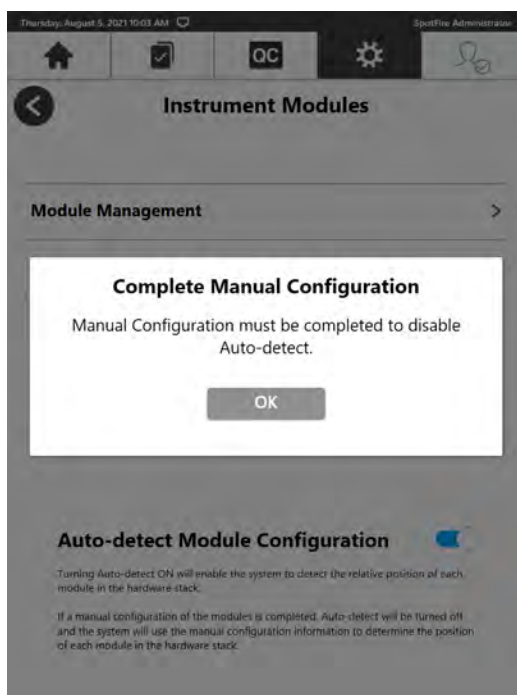 Thursday, August 5, 2021 10:03 AM
SpotFire Administrator
QC
Instrument Modules
Module Management
Complete Manual Configuration
Manual Configuration must be completed to disable
Auto-detect.
OK
Auto-detect Module Configuration
Turning Auto-detect ON will enable the system to detect the relative position of each
module in the hardware stack.
If a manual configuration of the modules is completed, Auto-detect will be turned off
and the system will use the manual configuration information to determine the position
of each module in the hardware stack.